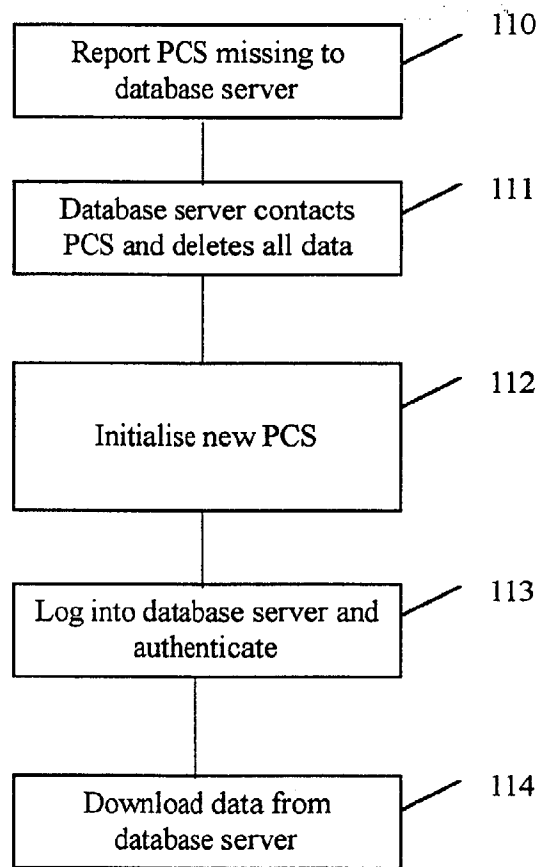 110
Report PCS missing to
database server
111
Database server contacts
PCS and deletes all data
112
Initialise new PCS
113
Log into database server and
authenticate
114
Download data from
database server